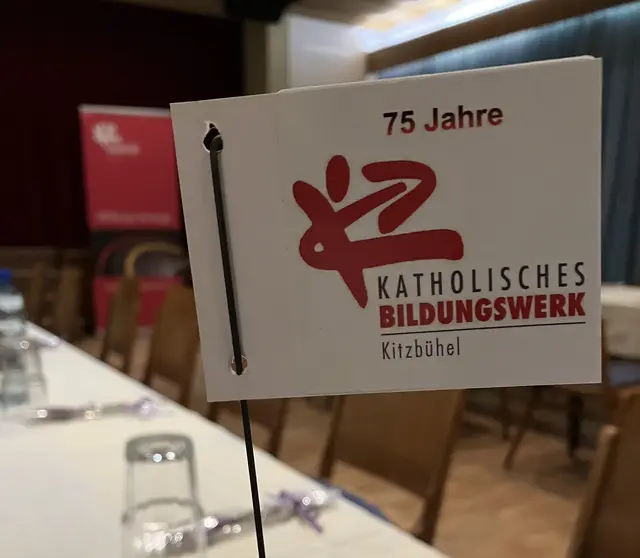 75 Jahre
KATHOLISCHES
BILDUNGSWERK
Kitzbühel